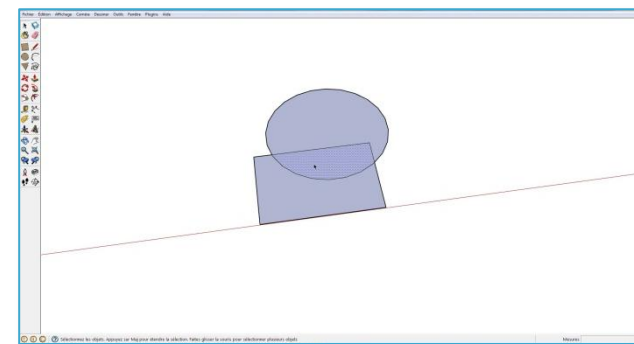 Fichier Edition Affichage Caméra Dessiner Outils Fenêtre Plugins Aide
Sélectionnez les objets. Appuyez sur Maj pour étendre la sélection. Faites glisser la souris pour sélectionner plusieurs objets
Mesures